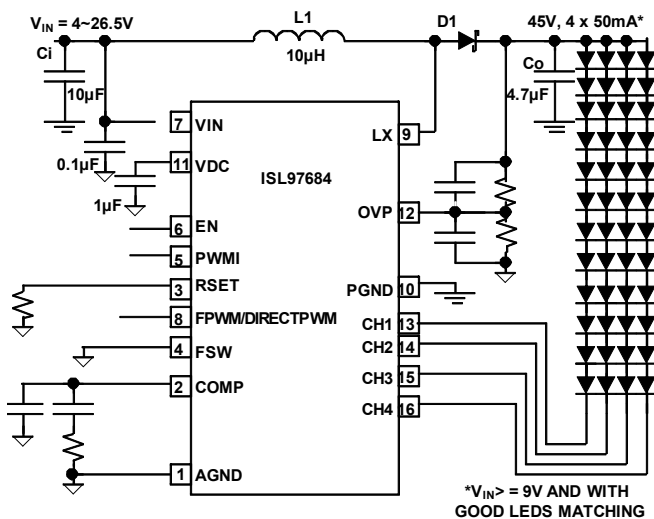 VIN = 4~26.5V
L1
D1
45V, 4 x 50mA*
Ci
10µH
Co
10µF
4.7µF
7 VIN
LX 9
0.1µF
11 VDC
ISL97684
1µF
OVP 12
6 EN
5 PWMI
3 RSET
PGND 10
8 FPWM/DIRECTPWM
CH1 13
4 FSW
CH2 14
CH3 15
2 COMP
CH4 16
1 AGND
*VIN> = 9V AND WITH
GOOD LEDS MATCHING